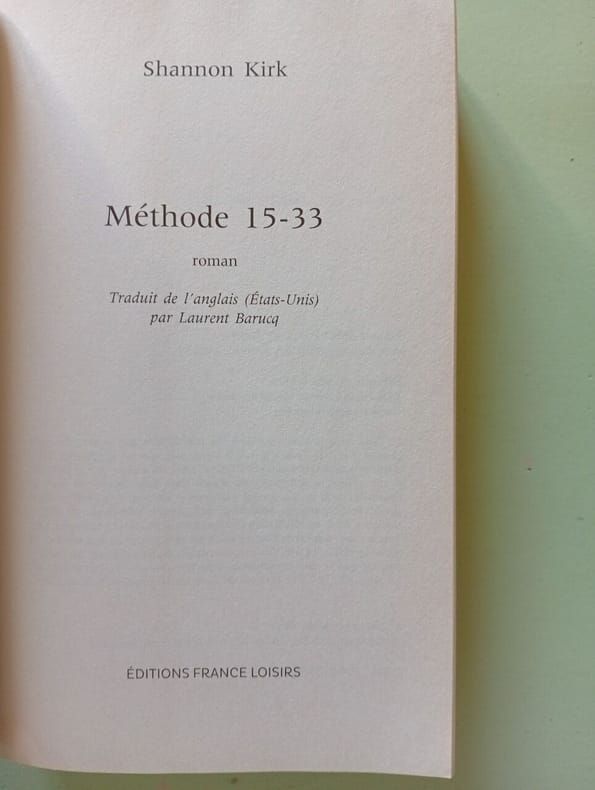 Shannon Kirk
Méthode 15-33
roman
Traduit de l'anglais (États-Unis)
par Laurent Barucq
ÉDITIONS FRANCE LOISIRS